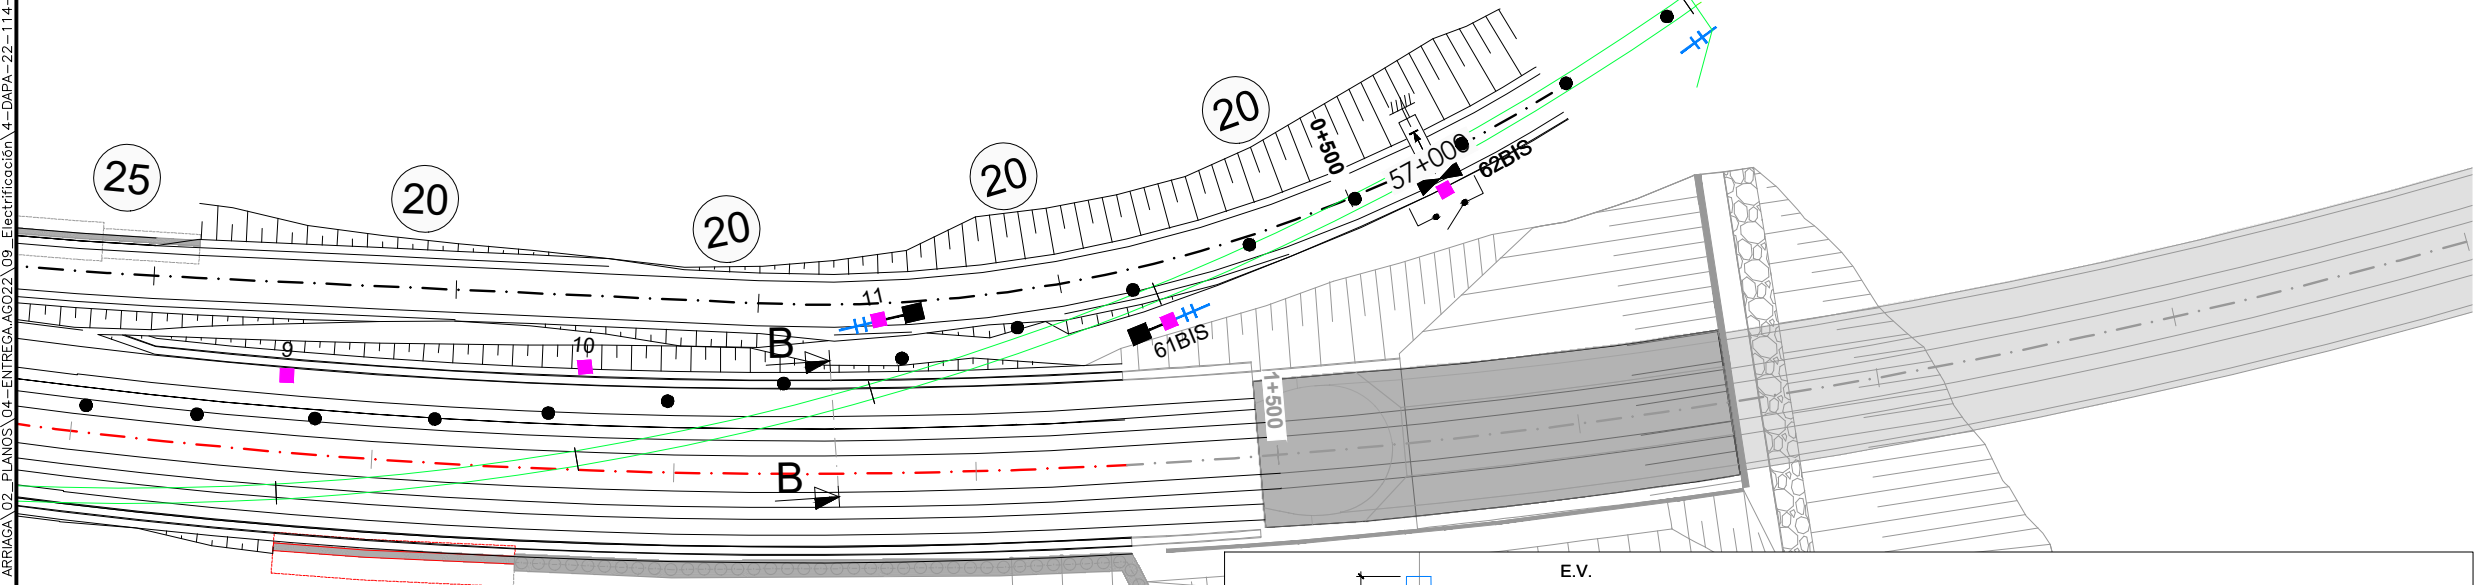 ARRIAGA\02_PLANOS\04-ENTREGA.AGO22\09_Electrificación\4-DAPA-22-114-
25
20
20
20
20
0+500
57+000
62BIS
11
61BIS
9
10
B
B
1+500
E.V.